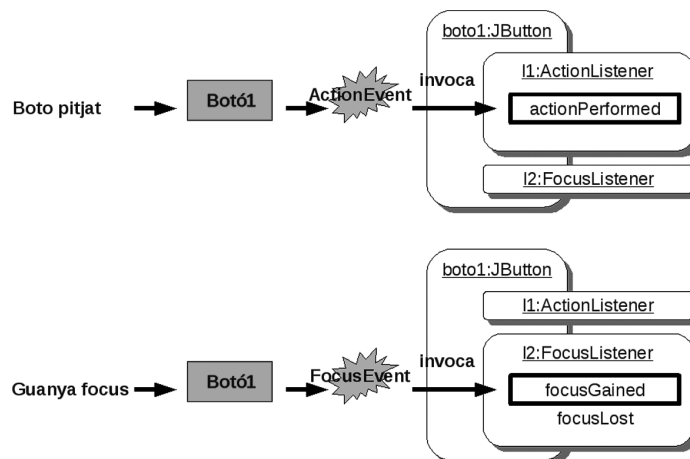 boto1:JButton
l1:ActionListener
invoca
Boto pitjat
Botó1
ActionEvent
actionPerformed
l2:FocusListener
boto1:JButton
l1:ActionListener
l2:FocusListener
invoca
Guanya focus
Botó1
FocusEvent
focusGained
focusLost